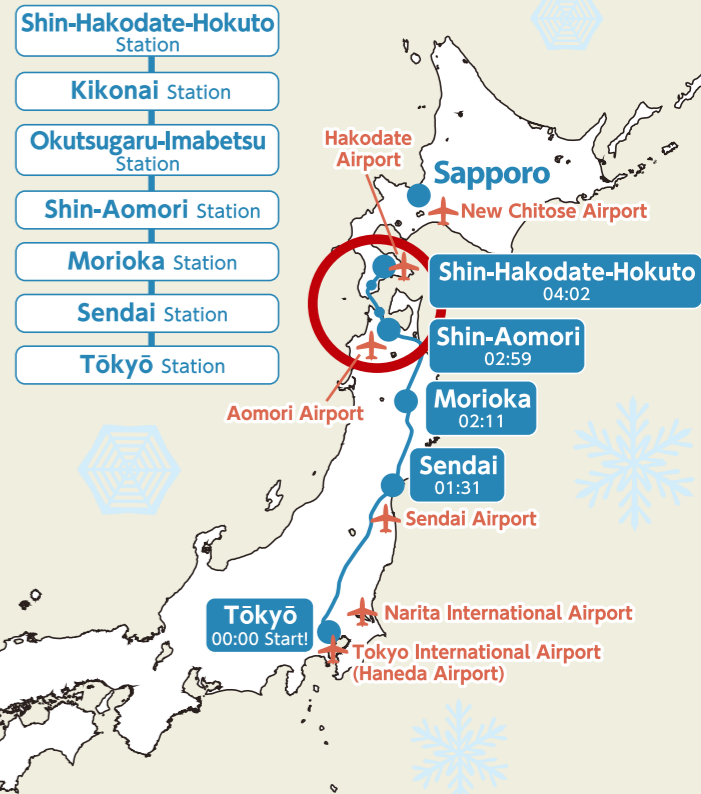 Shin-Hakodate-Hokuto
Station
Kikonai Station
Okutsugaru-Imabetsu
Station
Shin-Aomori Station
Morioka Station
Sendai Station
Tōkyō Station
Hakodate
Airport
Sapporo
New Chitose Airport
Shin-Hakodate-Hokuto
04:02
Shin-Aomori
02:59
Aomori Airport
Morioka
02:11
Sendai
01:31
Sendai Airport
Tōkyō
00:00 Start!
Narita International Airport
Tokyo International Airport
(Haneda Airport)